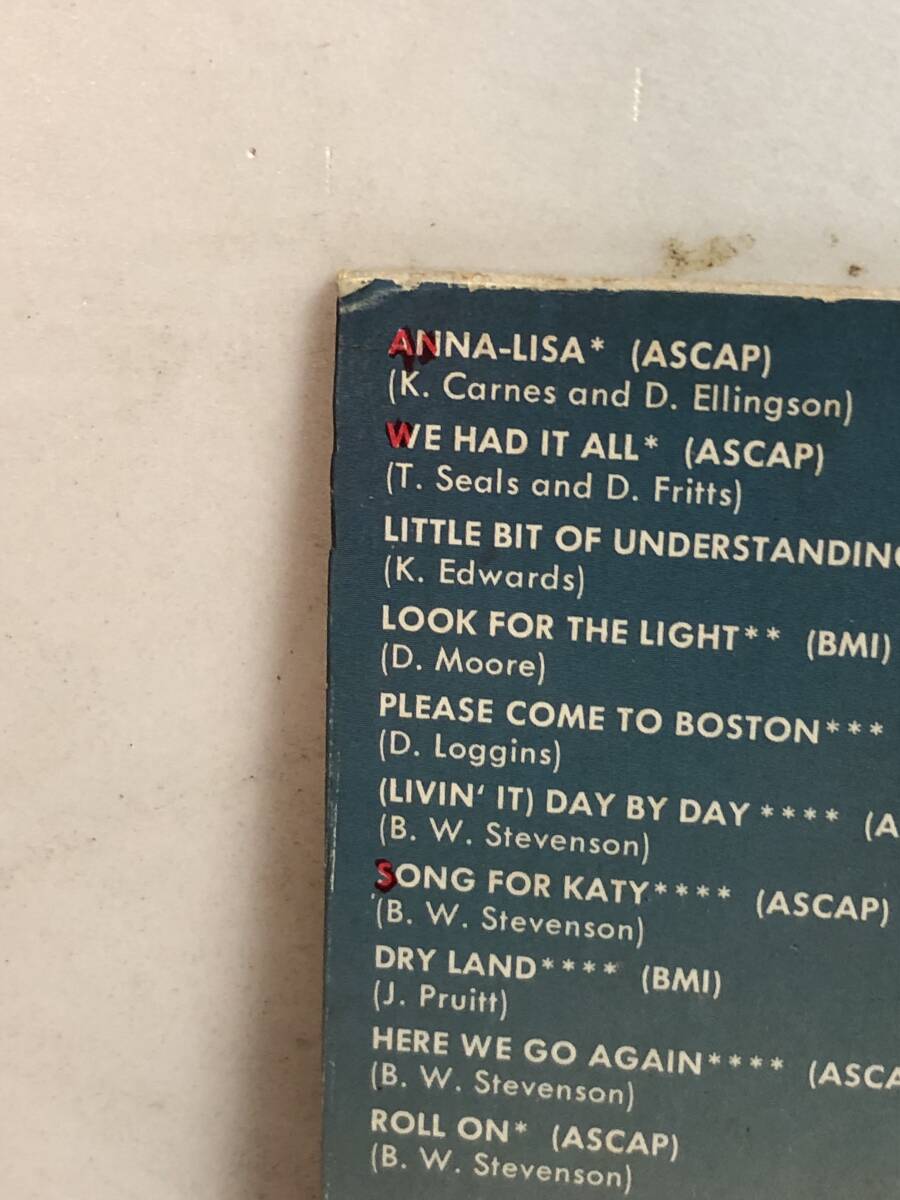 ANNA-LISA* (ASCAP)
(K. Carnes and D. Ellingson)
WE HAD IT ALL* (ASCAP)
(T. Seals and D. Fritts)
LITTLE BIT OF UNDERSTANDING
(K. Edwards)
LOOK FOR THE LIGHT** (BMI)
(D. Moore)
PLEASE COME TO BOSTON***
(D. Loggins)
(LIVIN' IT) DAY BY DAY **** (A
(B. W. Stevenson)
SONG FOR KATY**** (ASCAP)
(B. W. Stevenson)
DRY LAND**** (BMI)
(J. Pruitt)
HERE WE GO AGAIN**** (ASCA
(B. W. Stevenson)
ROLL ON* (ASCAP)
(B. W. Stevenson)